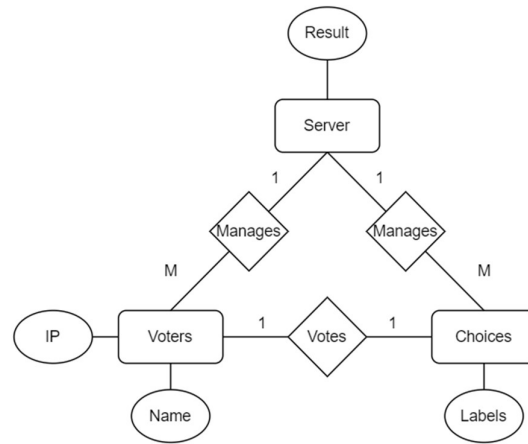 Result
Server
1
1
Manages
Manages
M
M
IP
Voters
1
Votes
1
Choices
Name
Labels